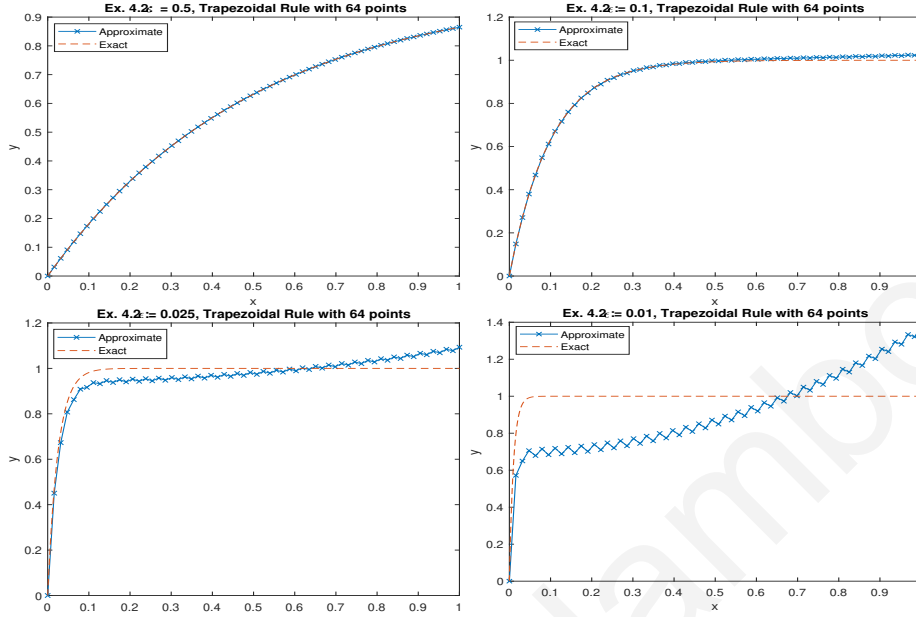 Ex. 4.2: ε = 0.5, Trapezoidal Rule with 64 points
Approximate
Exact
0.9
0.8
0.7
0.6
0.5
0.4
0.3
0.2
0.1
0
y
0 0.1 0.2 0.3 0.4 0.5 0.6 0.7 0.8 0.9 1
x
Ex. 4.2: ε = 0.1, Trapezoidal Rule with 64 points
Approximate
Exact
1.2
1
0.8
0.6
0.4
0.2
0
y
0 0.1 0.2 0.3 0.4 0.5 0.6 0.7 0.8 0.9
x
Ex. 4.2: ε = 0.025, Trapezoidal Rule with 64 points
Approximate
Exact
1.2
1
0.8
0.6
0.4
0.2
0
y
0 0.1 0.2 0.3 0.4 0.5 0.6 0.7 0.8 0.9 1
Ex. 4.2: ε = 0.01, Trapezoidal Rule with 64 points
Approximate
Exact
1.4
1.2
1
0.8
0.6
0.4
0.2
0
y
0 0.1 0.2 0.3 0.4 0.5 0.6 0.7 0.8 0.9
x